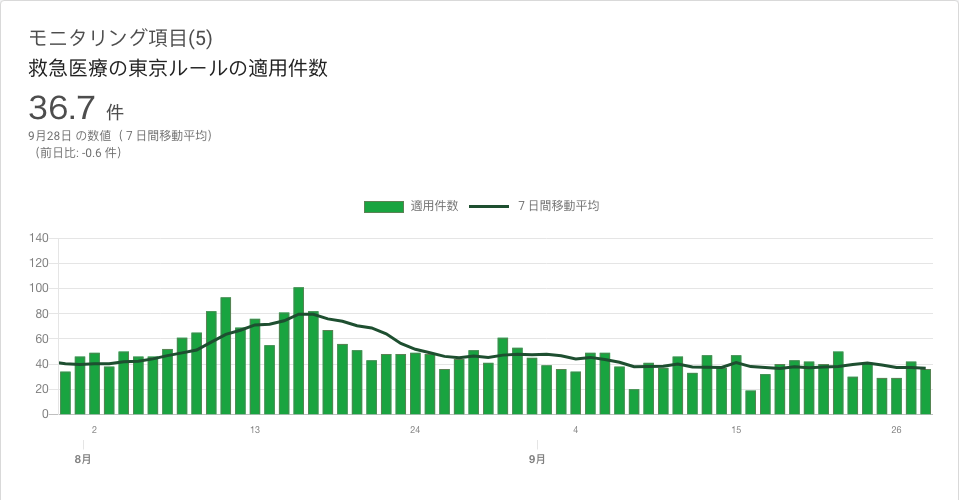 モニタリング項目(5)
救急医療の東京ルールの適用件数
36.7 件
9月28日 の数値（７日間移動平均）
（前日比: -0.6 件）
適用件数 ７日間移動平均
140
120
100
80
60
40
20
0
2 13 24 4 15 26
8月 9月